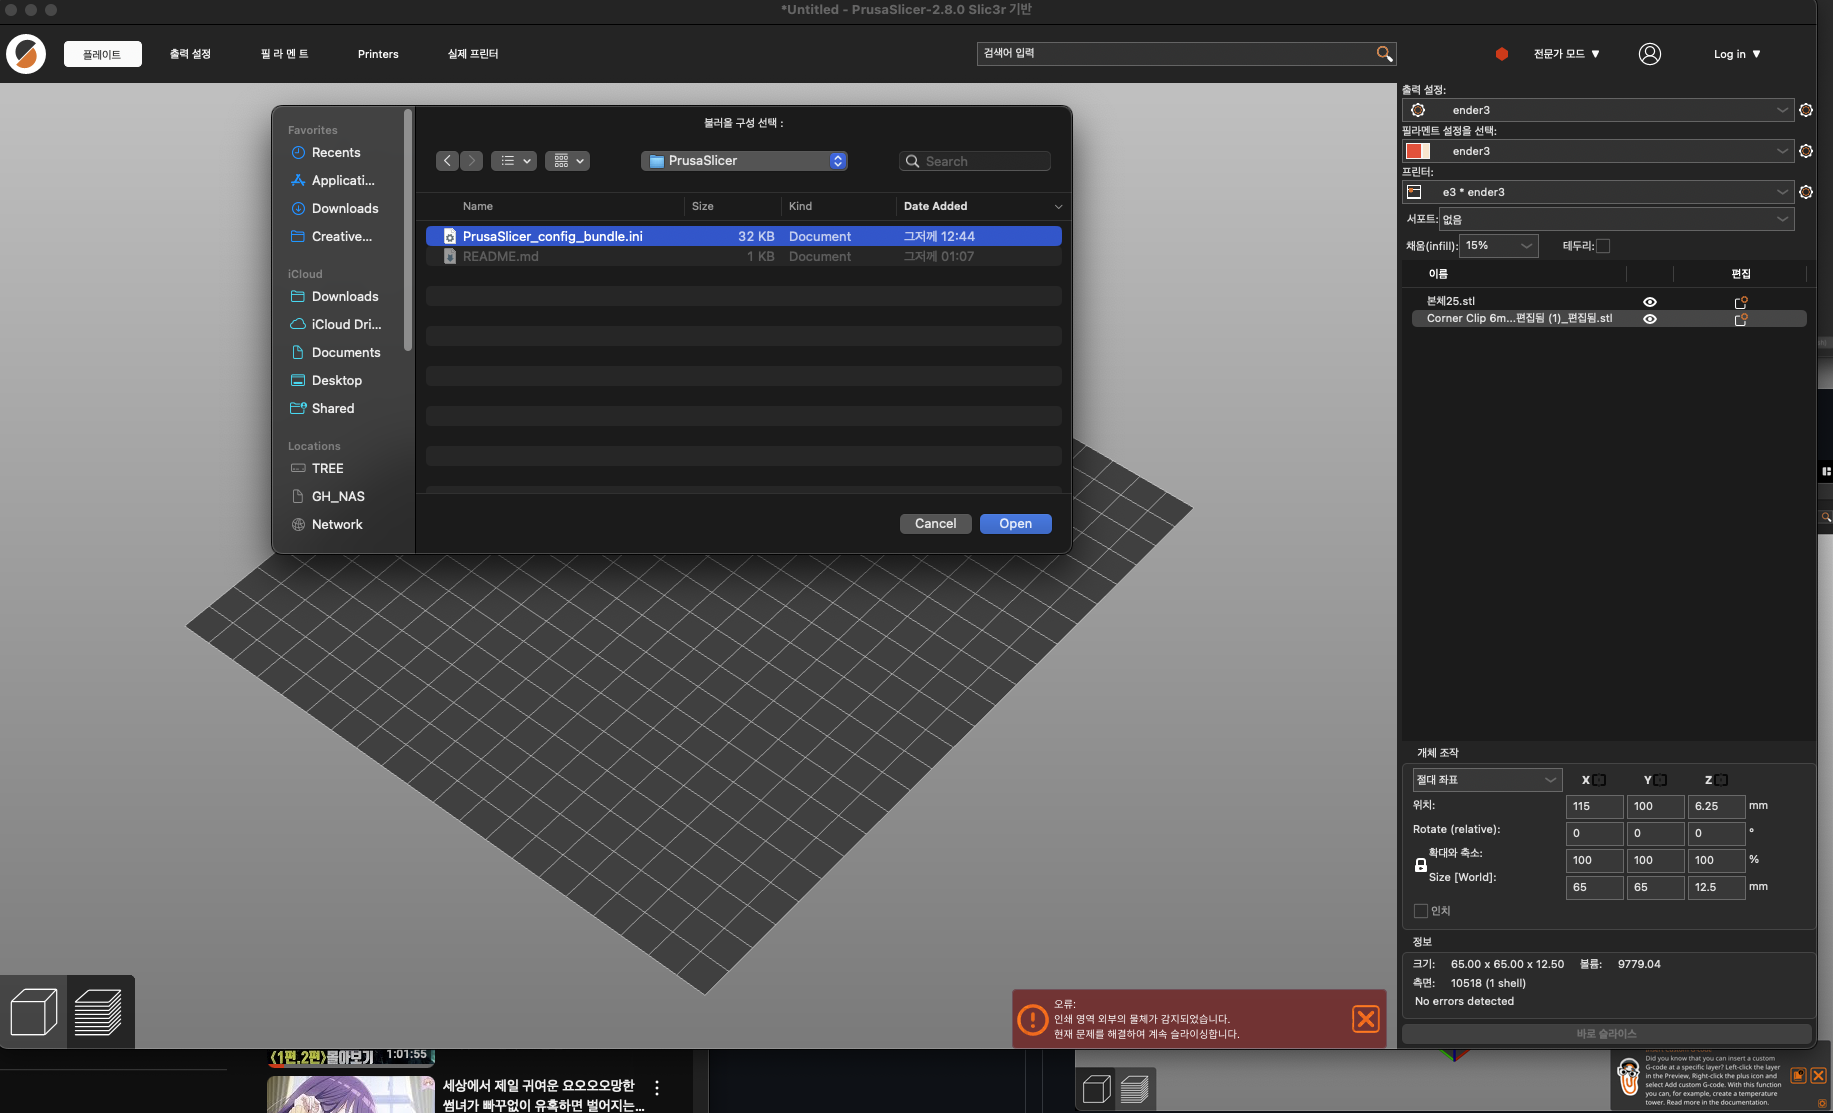 *Untitled - PrusaSlicer-2.8.0 Slic3r 기반
플레이트 출력 설정 필라멘트 Printers 실제 프린터 검색어 입력 전문가 모드 ▼ Log in ▼
출력 설정:
ender3
필라멘트 설정을 선택:
ender3
프린터:
e3 * ender3
서포트: 없음
채움(infill): 15% 테두리:
이름 편집
본체25.stl
Corner Clip 6m...편집됨 (1)_편집됨.stl
불러올 구성 선택 :
Favorites
Recents
Applicati...
Downloads
Creative...
iCloud
Downloads
iCloud Dri...
Documents
Desktop
Shared
Locations
TREE
GH_NAS
Network
PrusaSlicer
Search
Name Size Kind Date Added
PrusaSlicer_config_bundle.ini 32 KB Document 그저께 12:44
README.md 1 KB Document 그저께 01:07
Cancel Open
개체 조작
절대 좌표 X Y Z
위치: 115 100 6.25 mm
Rotate (relative): 0 0 0 °
확대와 축소: 100 100 100 %
Size [World]: 65 65 12.5 mm
인치
정보
크기: 65.00 x 65.00 x 12.50 볼륨: 9779.04
측면: 10518 (1 shell)
No errors detected
바로 슬라이스
오류:
인쇄 영역 외부의 물체가 감지되었습니다.
현재 문제를 해결하여 계속 슬라이싱합니다.
<1편.2편>몰아보기 1:01:55
세상에서 제일 귀여운 요오오오망한
썸녀가 빠꾸없이 유혹하면 벌어지는...
Did you know that you can insert a custom
G-code at a specific layer? Left-click the layer
in the Preview, Right-click the plus icon and
select Add custom G-code. With this function
you can, for example, create a temperature
tower. Read more in the documentation.